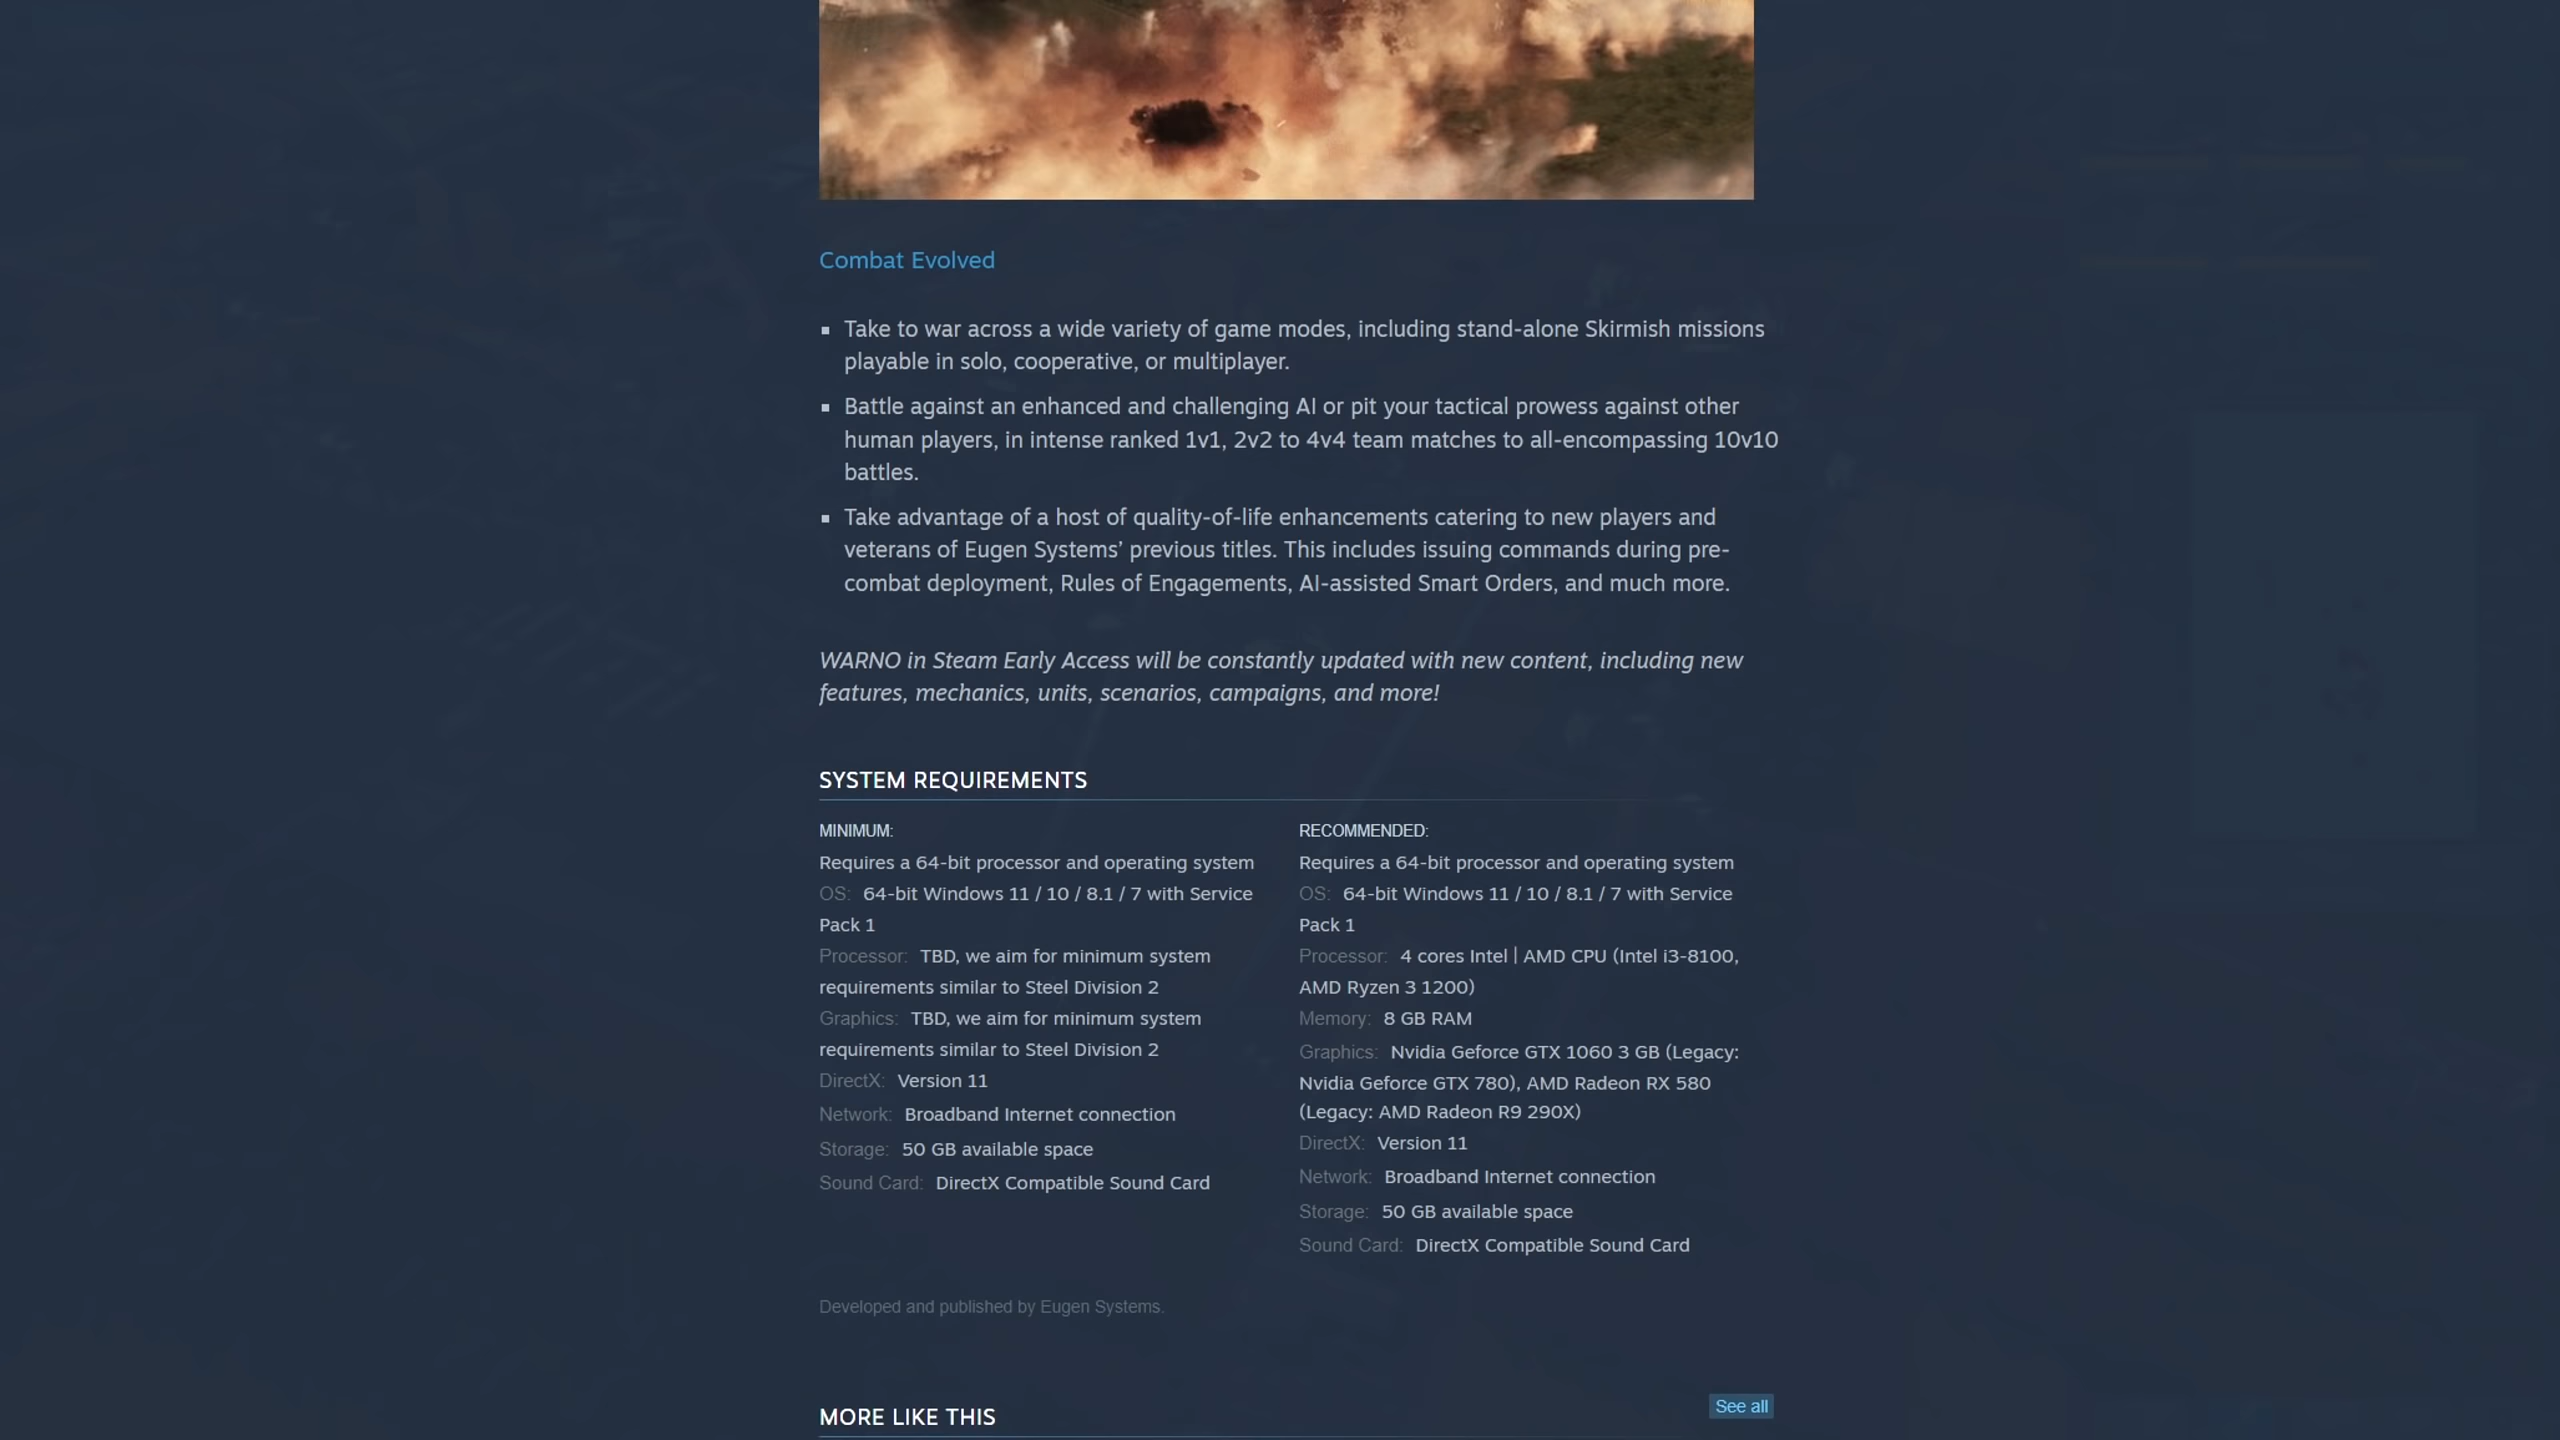 Combat Evolved
▪ Take to war across a wide variety of game modes, including stand-alone Skirmish missions
playable in solo, cooperative, or multiplayer.
▪ Battle against an enhanced and challenging AI or pit your tactical prowess against other
human players, in intense ranked 1v1, 2v2 to 4v4 team matches to all-encompassing 10v10
battles.
▪ Take advantage of a host of quality-of-life enhancements catering to new players and
veterans of Eugen Systems’ previous titles. This includes issuing commands during pre-
combat deployment, Rules of Engagements, AI-assisted Smart Orders, and much more.
WARNO in Steam Early Access will be constantly updated with new content, including new
features, mechanics, units, scenarios, campaigns, and more!
SYSTEM REQUIREMENTS
MINIMUM:
Requires a 64-bit processor and operating system
OS: 64-bit Windows 11 / 10 / 8.1 / 7 with Service
Pack 1
Processor: TBD, we aim for minimum system
requirements similar to Steel Division 2
Graphics: TBD, we aim for minimum system
requirements similar to Steel Division 2
DirectX: Version 11
Network: Broadband Internet connection
Storage: 50 GB available space
Sound Card: DirectX Compatible Sound Card
RECOMMENDED:
Requires a 64-bit processor and operating system
OS: 64-bit Windows 11 / 10 / 8.1 / 7 with Service
Pack 1
Processor: 4 cores Intel | AMD CPU (Intel i3-8100,
AMD Ryzen 3 1200)
Memory: 8 GB RAM
Graphics: Nvidia Geforce GTX 1060 3 GB (Legacy:
Nvidia Geforce GTX 780), AMD Radeon RX 580
(Legacy: AMD Radeon R9 290X)
DirectX: Version 11
Network: Broadband Internet connection
Storage: 50 GB available space
Sound Card: DirectX Compatible Sound Card
Developed and published by Eugen Systems.
MORE LIKE THIS
See all